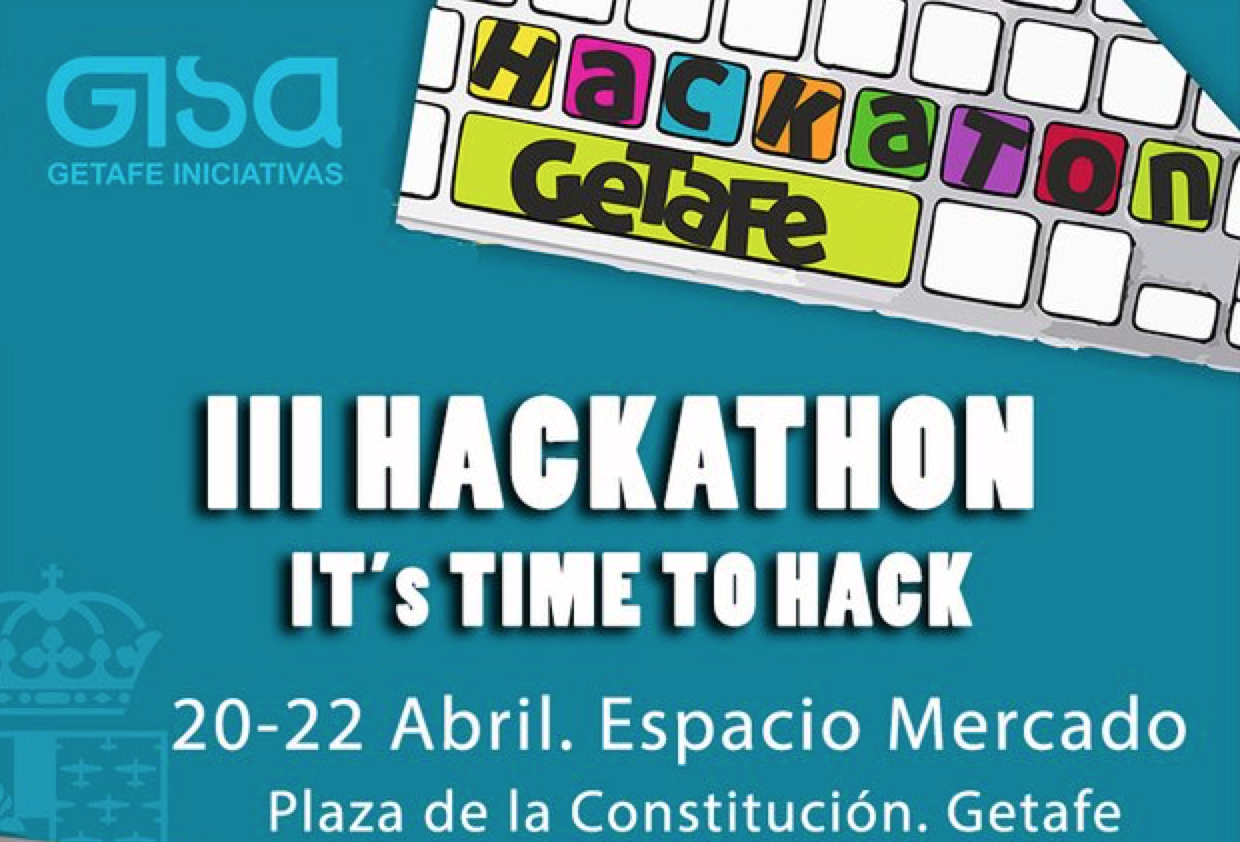 GISA
GETAFE INICIATIVAS
HacKaTon
GeTaFe
III HACKATHON
IT's TIME TO HACK
20-22 Abril. Espacio Mercado
Plaza de la Constitución. Getafe